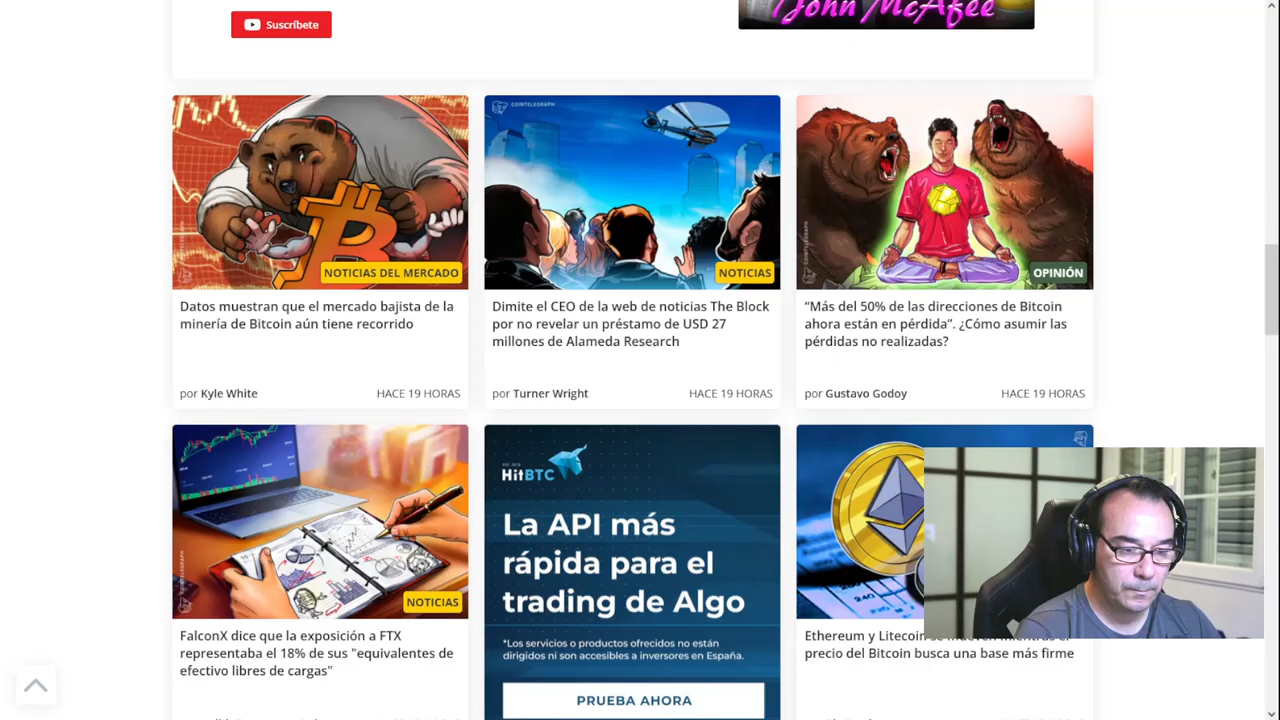 Suscríbete
John McAfee
COINTELEGRAPH
NOTICIAS DEL MERCADO
NOTICIAS
OPINIÓN
Datos muestran que el mercado bajista de la
minería de Bitcoin aún tiene recorrido
Dimite el CEO de la web de noticias The Block
por no revelar un préstamo de USD 27
millones de Alameda Research
“Más del 50% de las direcciones de Bitcoin
ahora están en pérdida”. ¿Cómo asumir las
pérdidas no realizadas?
por Kyle White
HACE 19 HORAS
por Turner Wright
HACE 19 HORAS
por Gustavo Godoy
HACE 19 HORAS
NOTICIAS
FalconX dice que la exposición a FTX
representaba el 18% de sus "equivalentes de
efectivo libres de cargas"
HitBTC
La API más
rápida para el
trading de Algo
*Los servicios o productos ofrecidos no están
dirigidos ni son accesibles a inversores en España.
PRUEBA AHORA
240
Ethereum y Litecoin
precio del Bitcoin busca una base más firme